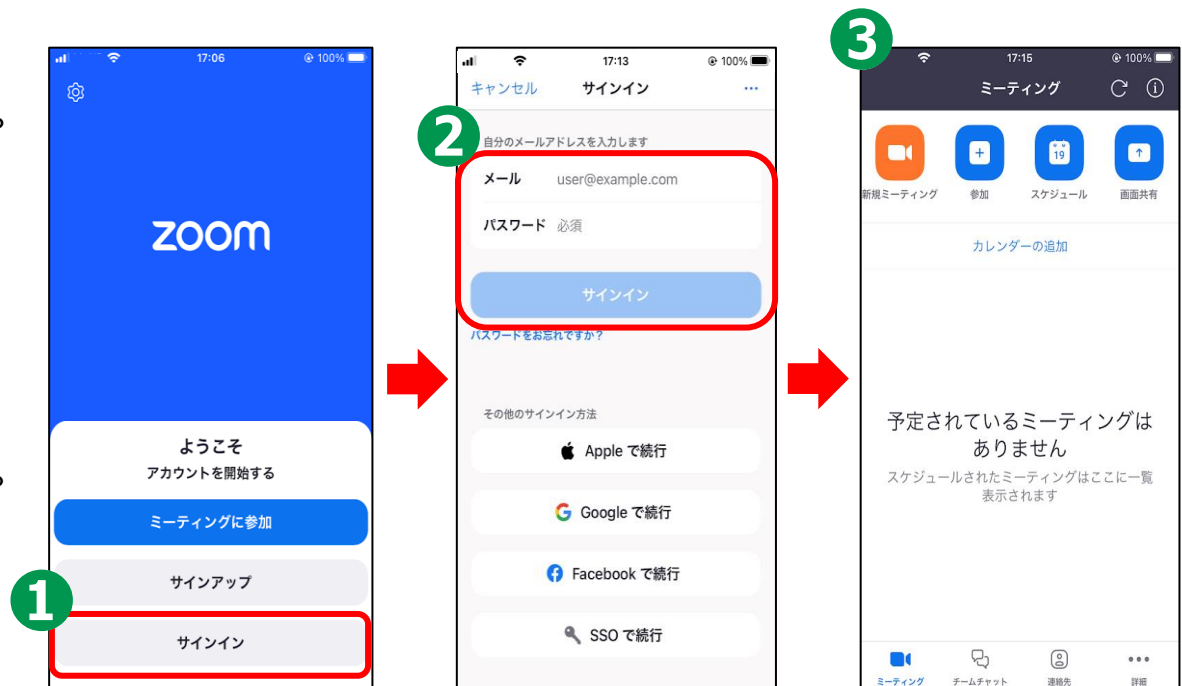 。
。
1
17:06
100%
zoom
ようこそ
アカウントを開始する
ミーティングに参加
サインアップ
サインイン
2
17:13
100%
キャンセル
サインイン
...
自分のメールアドレスを入力します
メール
user@example.com
パスワード
必須
サインイン
パスワードをお忘れですか？
その他のサインイン方法
Apple で続行
Google で続行
Facebook で続行
SSO で続行
3
17:15
100%
ミーティング
新規ミーティング
参加
19
スケジュール
画面共有
カレンダーの追加
予定されているミーティングは
ありません
スケジュールされたミーティングはここに一覧
表示されます
ミーティング
チームチャット
連絡先
詳細